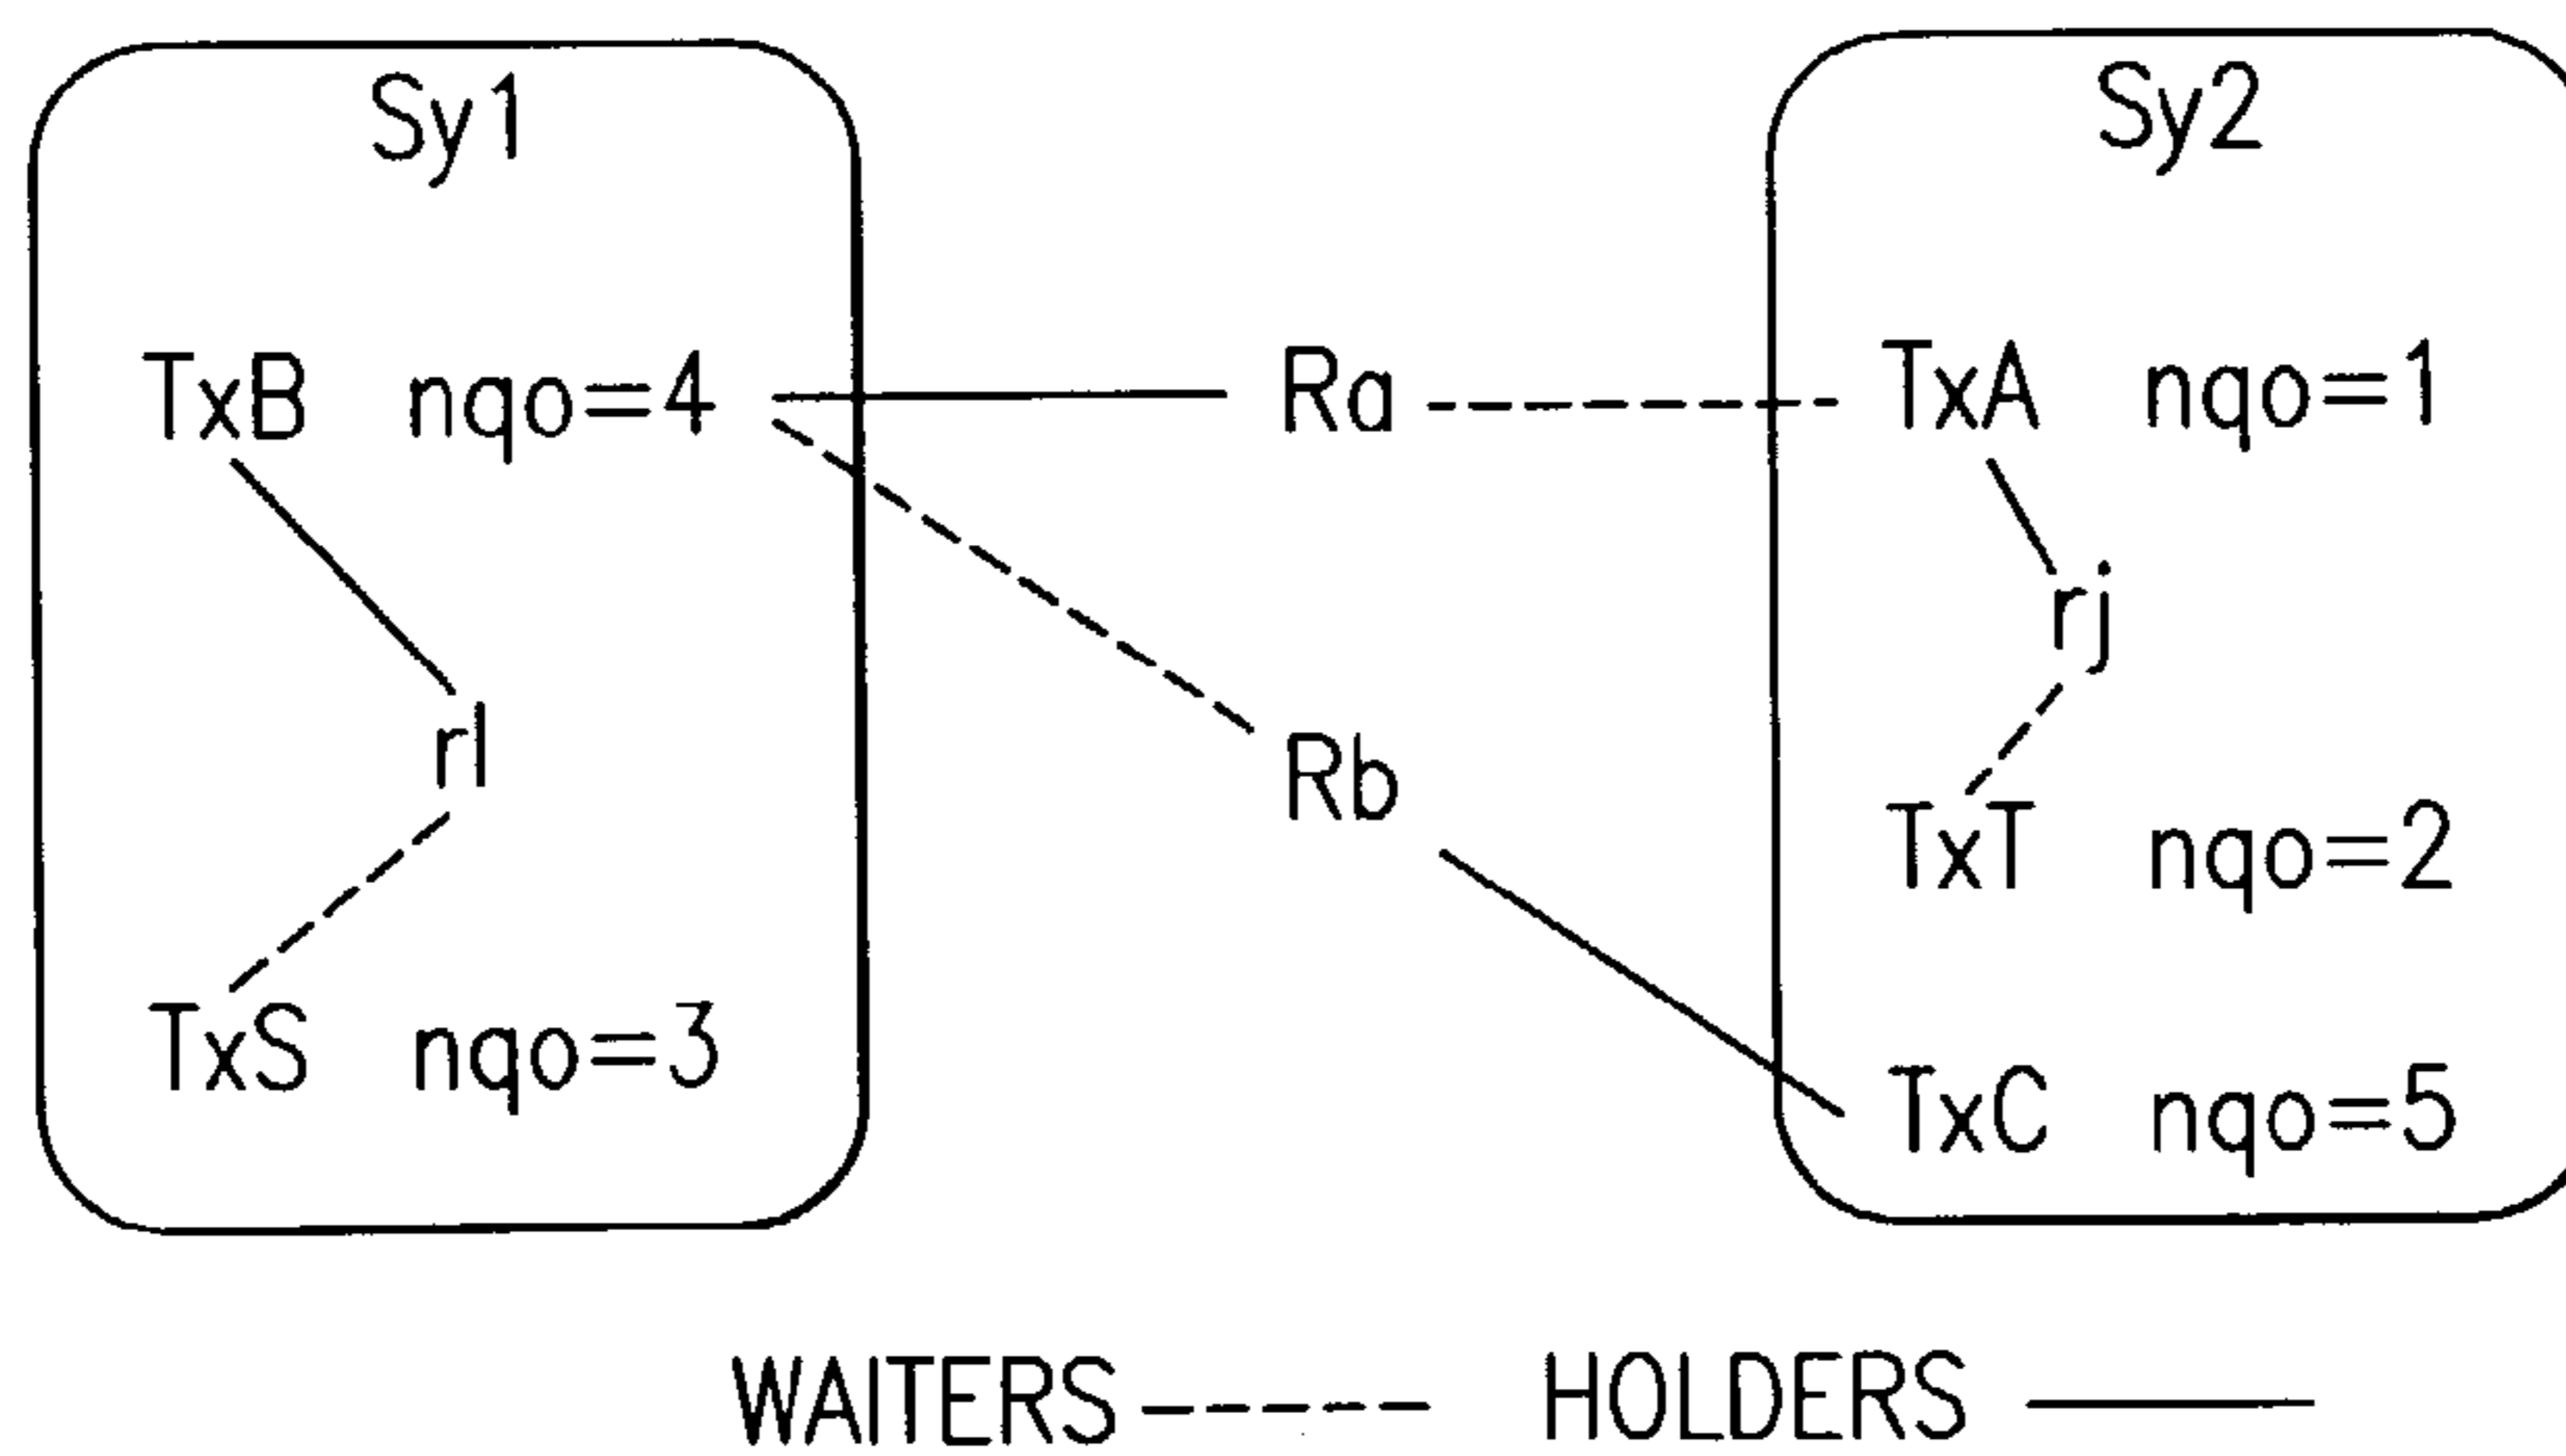 Sy1
Sy2
TxB nqo=4
Ra
TxA nqo=1
rj
rl
Rb
TxT nqo=2
TxS nqo=3
TxC nqo=5
WAITERS
HOLDERS